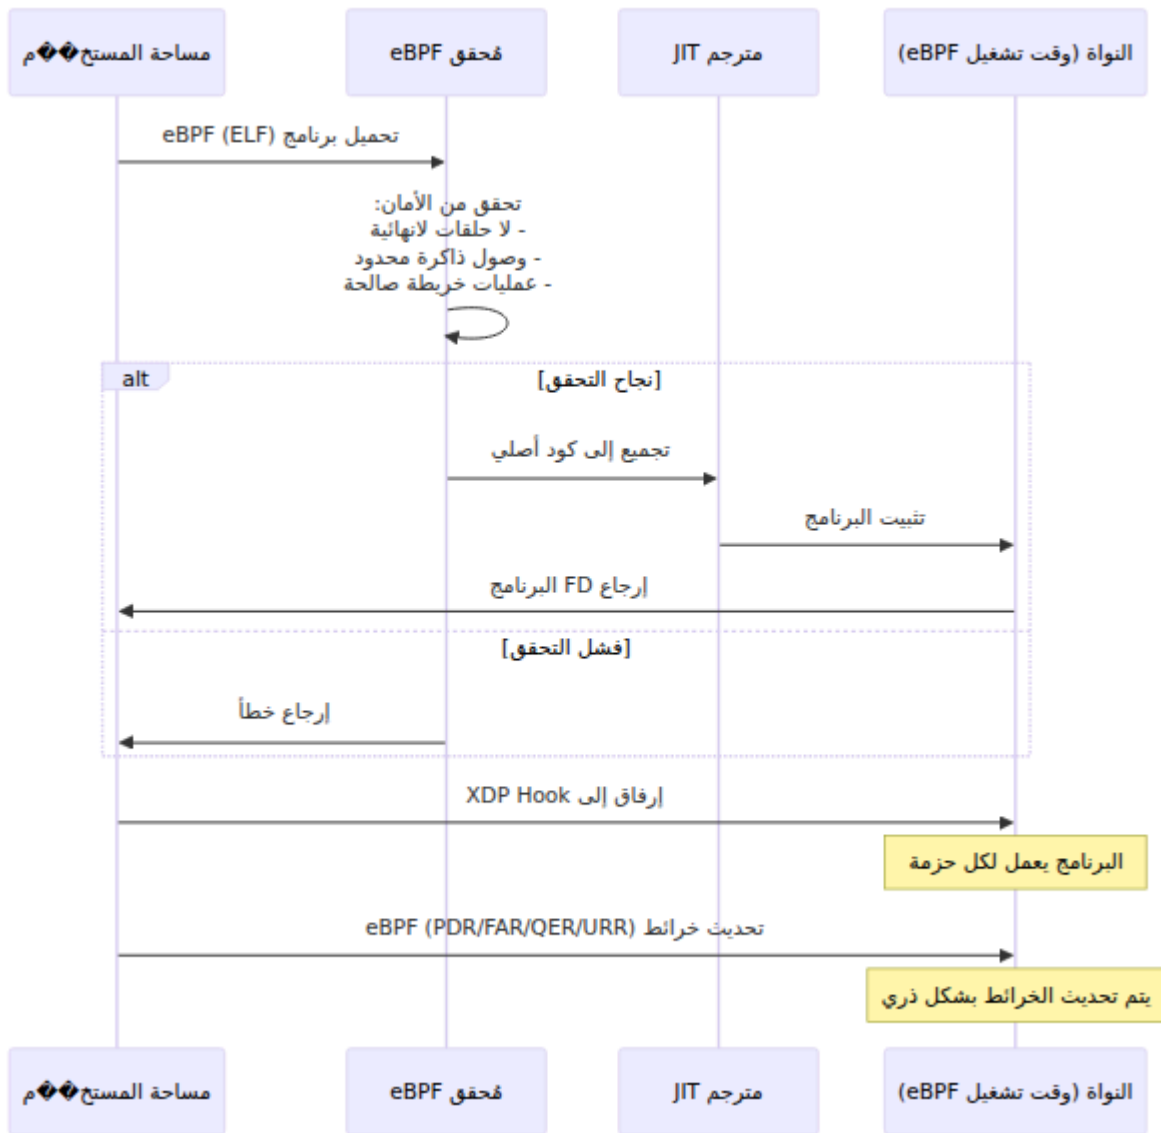 مساحة المستخ��م
مُحقق eBPF
مترجم JIT
النواة (وقت تشغيل eBPF)
تحميل برنامج eBPF (ELF)
تحقق من الأمان:
- لا حلقات لانهائية
- وصول ذاكرة محدود
- عمليات خريطة صالحة
alt
[نجاح التحقق]
تجميع إلى كود أصلي
تثبيت البرنامج
إرجاع FD البرنامج
[فشل التحقق]
إرجاع خطأ
إرفاق إلى XDP Hook
البرنامج يعمل لكل حزمة
تحديث خرائط eBPF (PDR/FAR/QER/URR)
يتم تحديث الخرائط بشكل ذري
مساحة المستخ��م
مُحقق eBPF
مترجم JIT
النواة (وقت تشغيل eBPF)